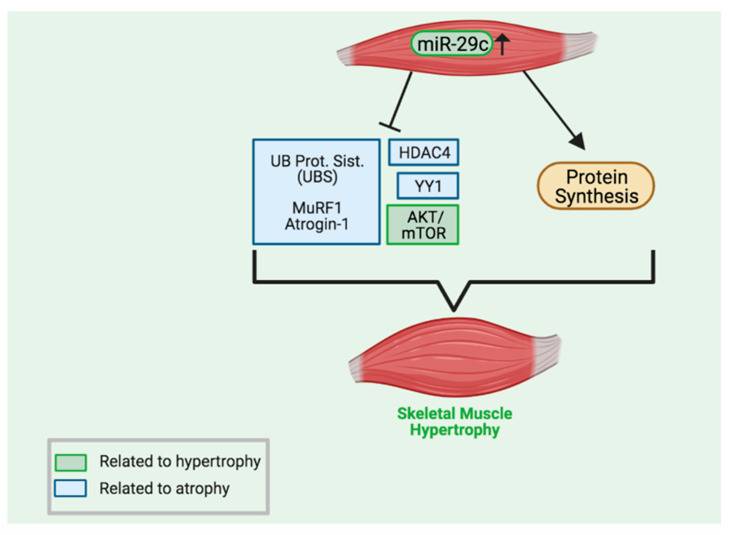 miR-29c
UB Prot. Sist.
(UBS)
MuRF1
Atrogin-1
HDAC4
YY1
AKT/
mTOR
Protein
Synthesis
Skeletal Muscle
Hypertrophy
Related to hypertrophy
Related to atrophy